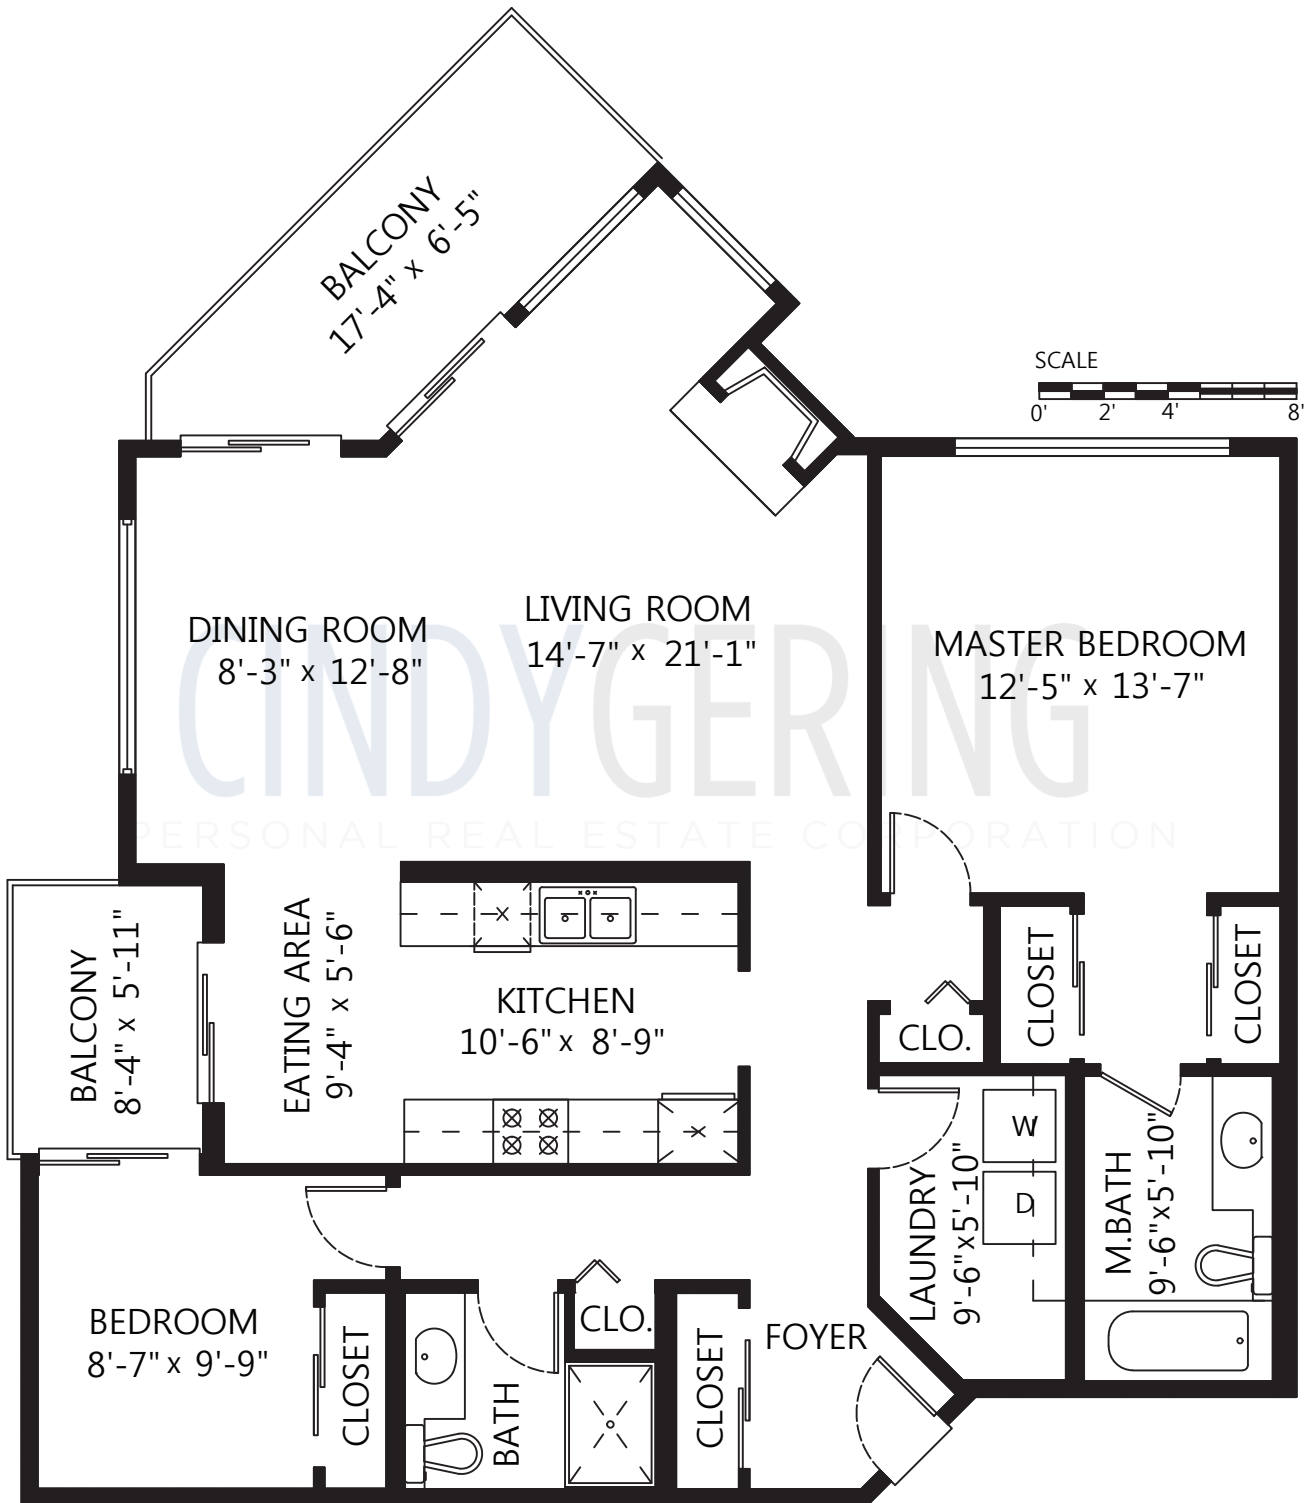 BALCONY
17'-4" x 6'-5"
SCALE
0' 2' 4' 8'
DINING ROOM
8'-3" x 12'-8"
LIVING ROOM
14'-7" x 21'-1"
MASTER BEDROOM
12'-5" x 13'-7"
CINDYGERING
PERSONAL REAL ESTATE CORPORATION
BALCONY
8'-4" x 5'-11"
EATING AREA
9'-4" x 5'-6"
KITCHEN
10'-6" x 8'-9"
CLO.
CLOSET
CLOSET
W
D
LAUNDRY
9'-6"x5'-10"
M.BATH
9'-6"x5'-10"
BEDROOM
8'-7" x 9'-9"
CLOSET
BATH
CLO.
CLOSET
FOYER